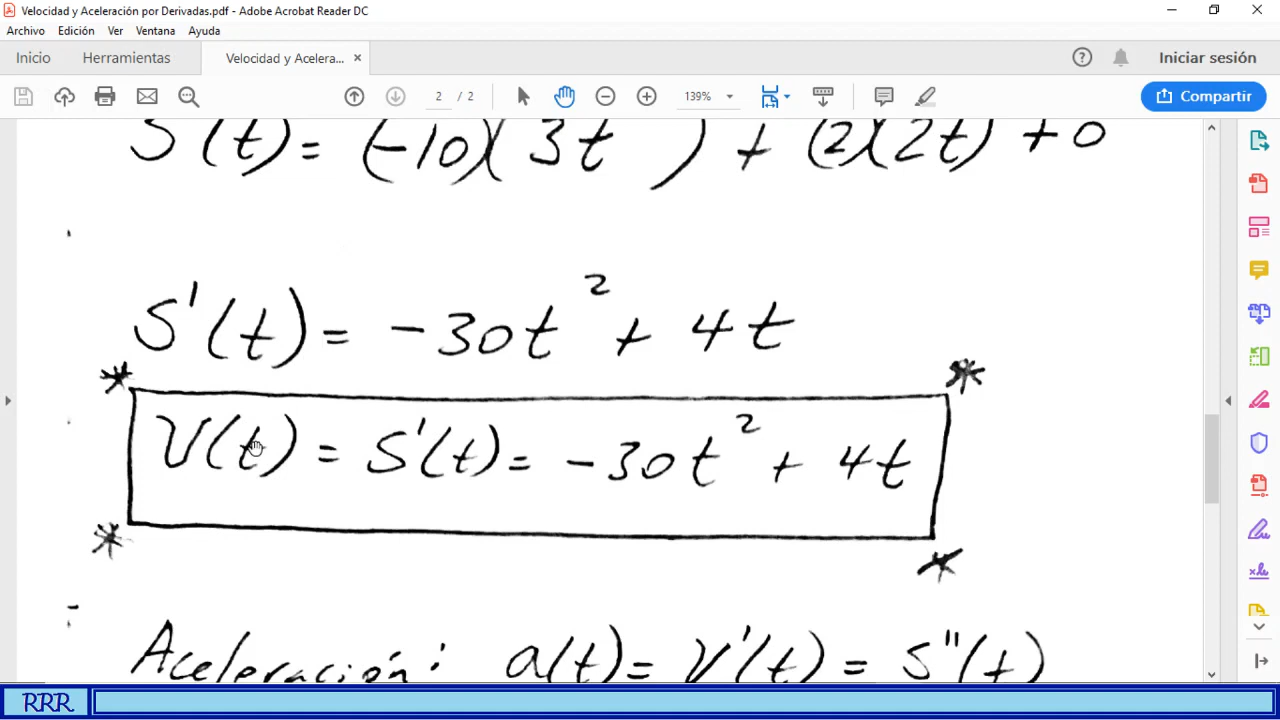 Velocidad y Aceleración por Derivadas.pdf - Adobe Acrobat Reader DC
Archivo Edición Ver Ventana Ayuda
Inicio Herramientas Velocidad y Acelera... × Iniciar sesión
2 / 2 139% Compartir
S'(t) = (-10)(3t ) + (2)(2t) + 0
S'(t) = -30t² + 4t
V(t) = S'(t) = -30t² + 4t
Aceleración: a(t) = V'(t) = S''(t)
RRR